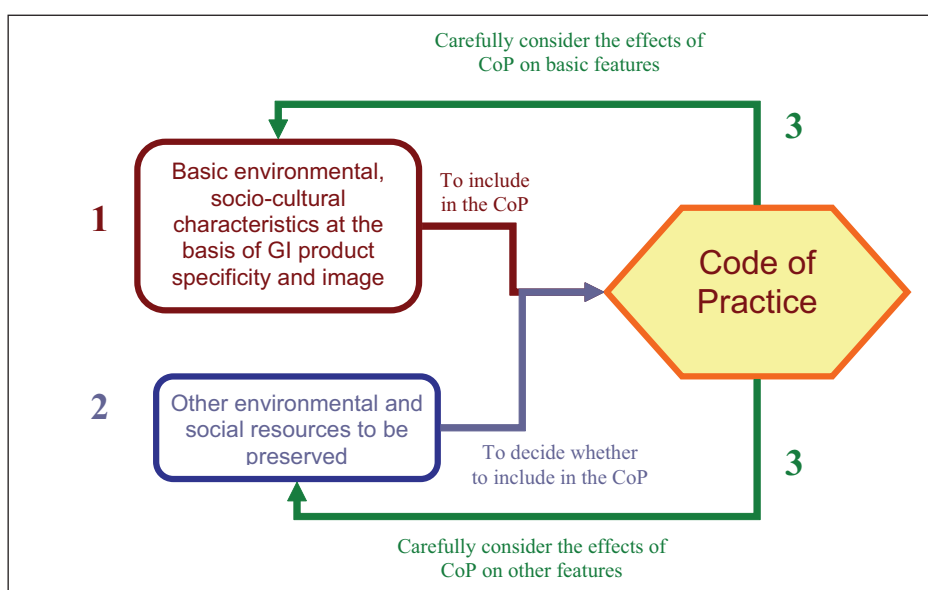 Carefully consider the effects of
CoP on basic features
3
1
Basic environmental,
socio-cultural
characteristics at the
basis of GI product
specificity and image
To include
in the CoP
Code of
Practice
2
Other environmental and
social resources to be
preserved
To decide whether
to include in the CoP
3
Carefully consider the effects of
CoP on other features